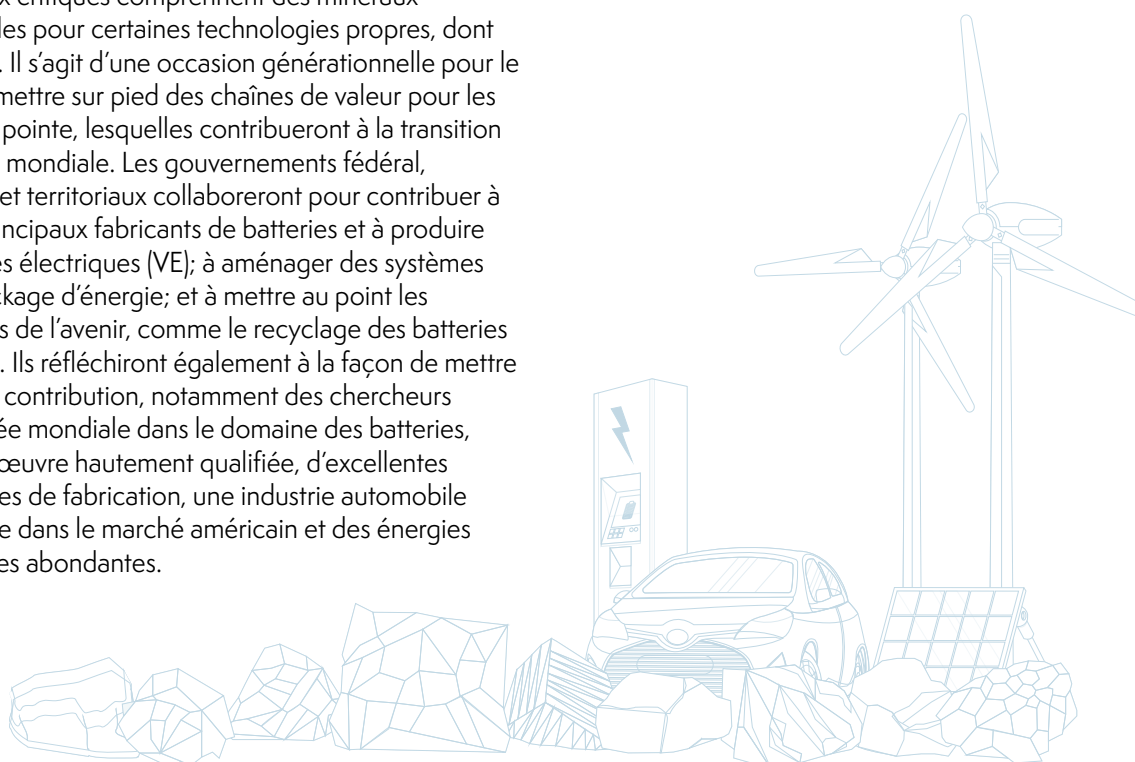 x critiques comprennent des minéraux
les pour certaines technologies propres, dont
. Il s’agit d’une occasion générationnelle pour le
mettre sur pied des chaînes de valeur pour les
pointe, lesquelles contribueront à la transition
mondiale. Les gouvernements fédéral,
et territoriaux collaboreront pour contribuer à
ncipaux fabricants de batteries et à produire
es électriques (VE); à aménager des systèmes
ckage d’énergie; et à mettre au point les
s de l’avenir, comme le recyclage des batteries
. Ils réfléchiront également à la façon de mettre
contribution, notamment des chercheurs
ée mondiale dans le domaine des batteries,
œuvre hautement qualifiée, d’excellentes
es de fabrication, une industrie automobile
e dans le marché américain et des énergies
es abondantes.